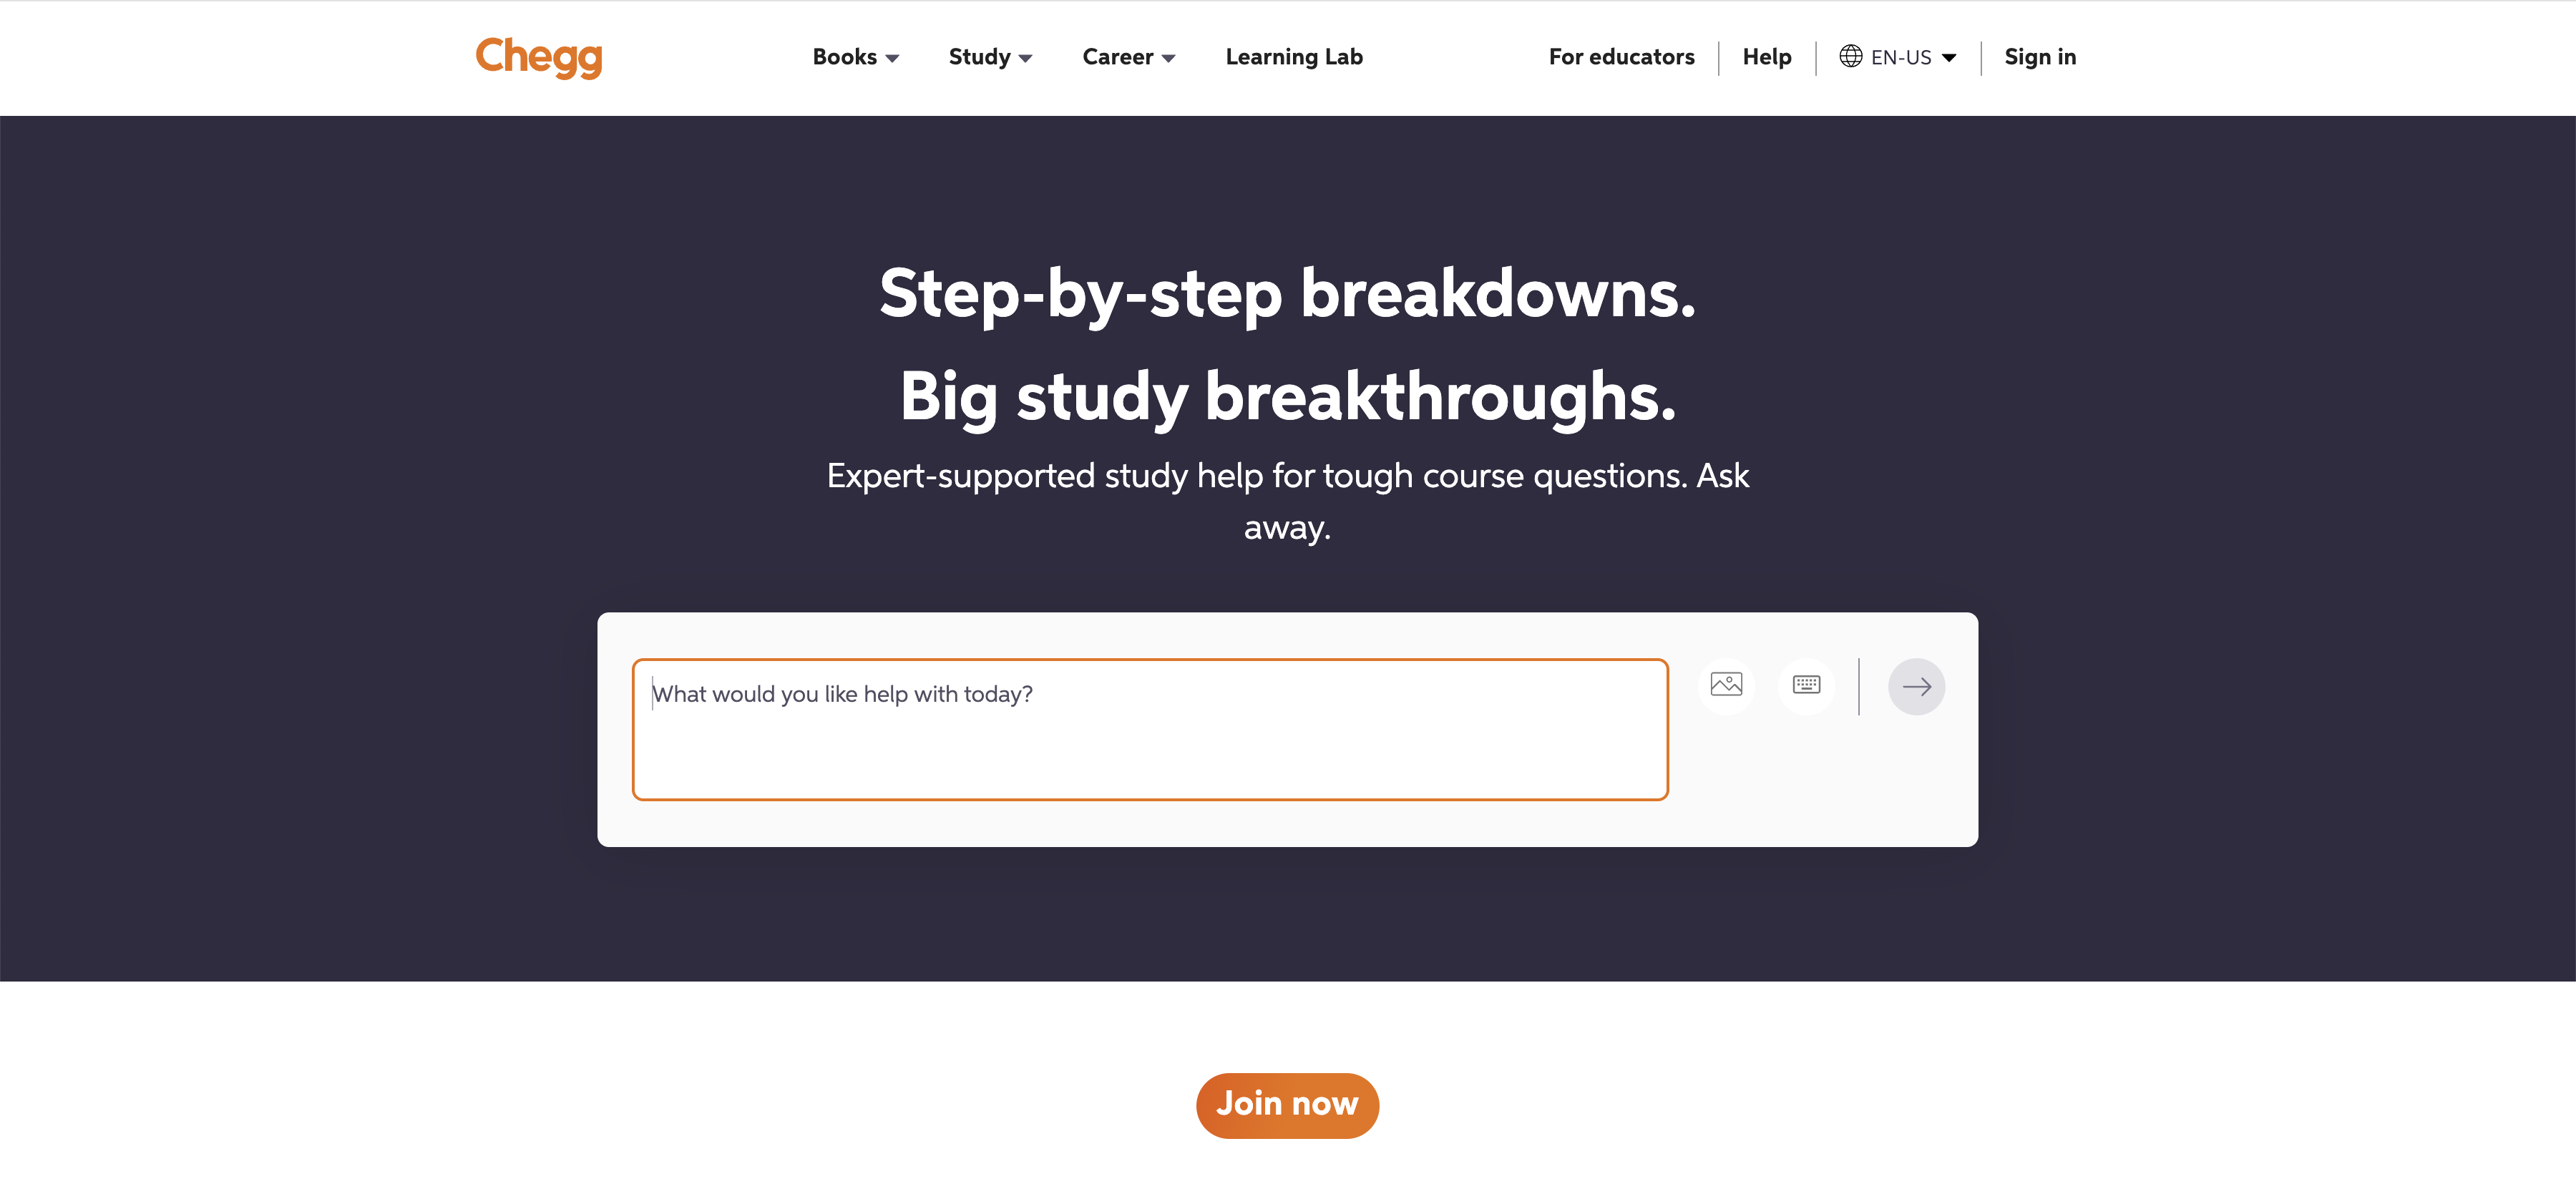 Chegg
Books
Study
Career
Learning Lab
For educators
Help
EN-US
Sign in
Step-by-step breakdowns.
Big study breakthroughs.
Expert-supported study help for tough course questions. Ask
away.
What would you like help with today?
Join now